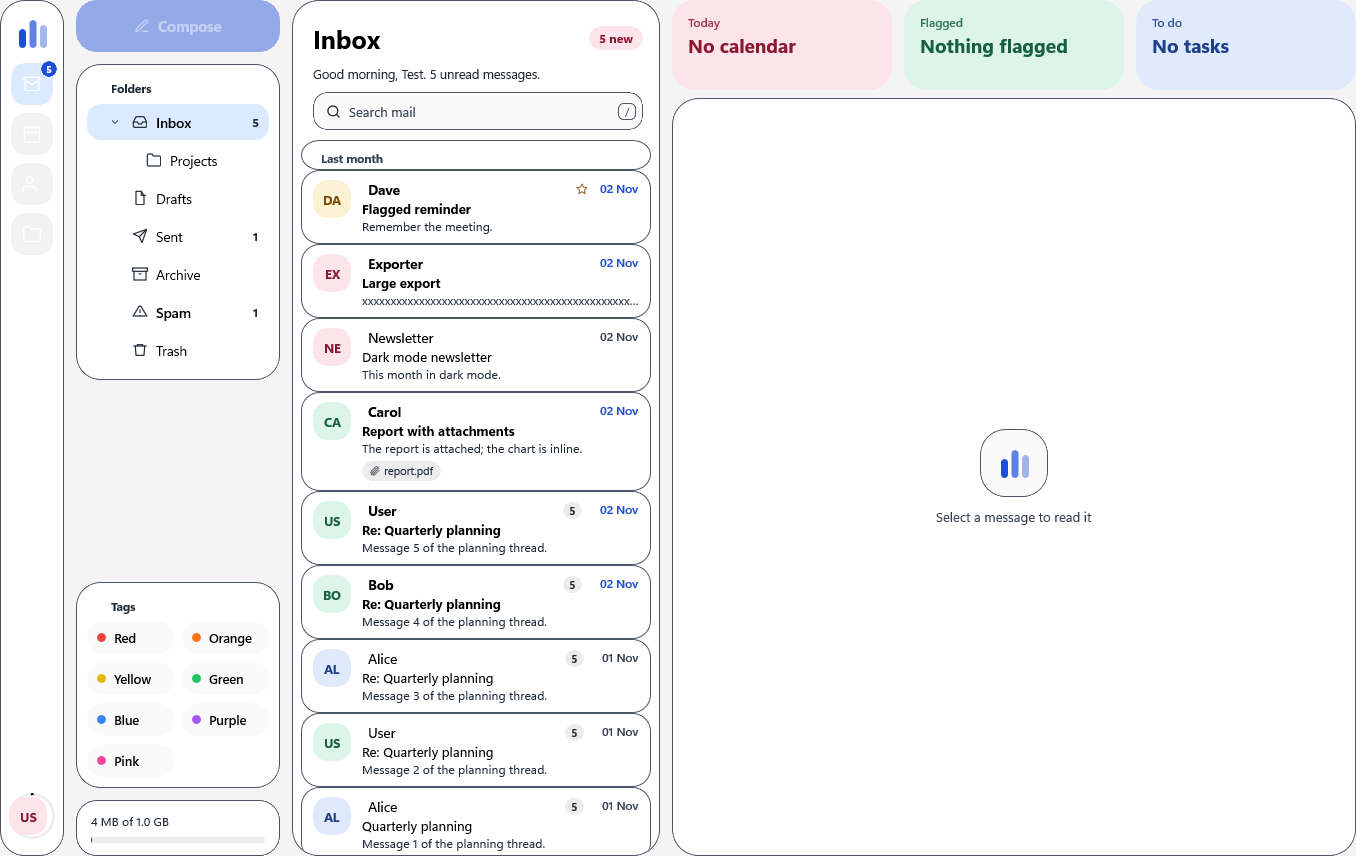 5
Compose
Folders
Inbox 5
Projects
Drafts
Sent 1
Archive
Spam 1
Trash
Tags
Red
Orange
Yellow
Green
Blue
Purple
Pink
4 MB of 1.0 GB
US
Inbox
5 new
Good morning, Test. 5 unread messages.
Search mail /
Last month
DA
Dave 02 Nov
Flagged reminder
Remember the meeting.
EX
Exporter 02 Nov
Large export
xxxxxxxxxxxxxxxxxxxxxxxxxxxxxxxxxxxxxxxxxxxxxxx...
NE
Newsletter 02 Nov
Dark mode newsletter
This month in dark mode.
CA
Carol 02 Nov
Report with attachments
The report is attached; the chart is inline.
report.pdf
US
User 5 02 Nov
Re: Quarterly planning
Message 5 of the planning thread.
BO
Bob 5 02 Nov
Re: Quarterly planning
Message 4 of the planning thread.
AL
Alice 5 01 Nov
Re: Quarterly planning
Message 3 of the planning thread.
US
User 5 01 Nov
Re: Quarterly planning
Message 2 of the planning thread.
AL
Alice 5 01 Nov
Quarterly planning
Message 1 of the planning thread.
Today
No calendar
Flagged
Nothing flagged
To do
No tasks
Select a message to read it